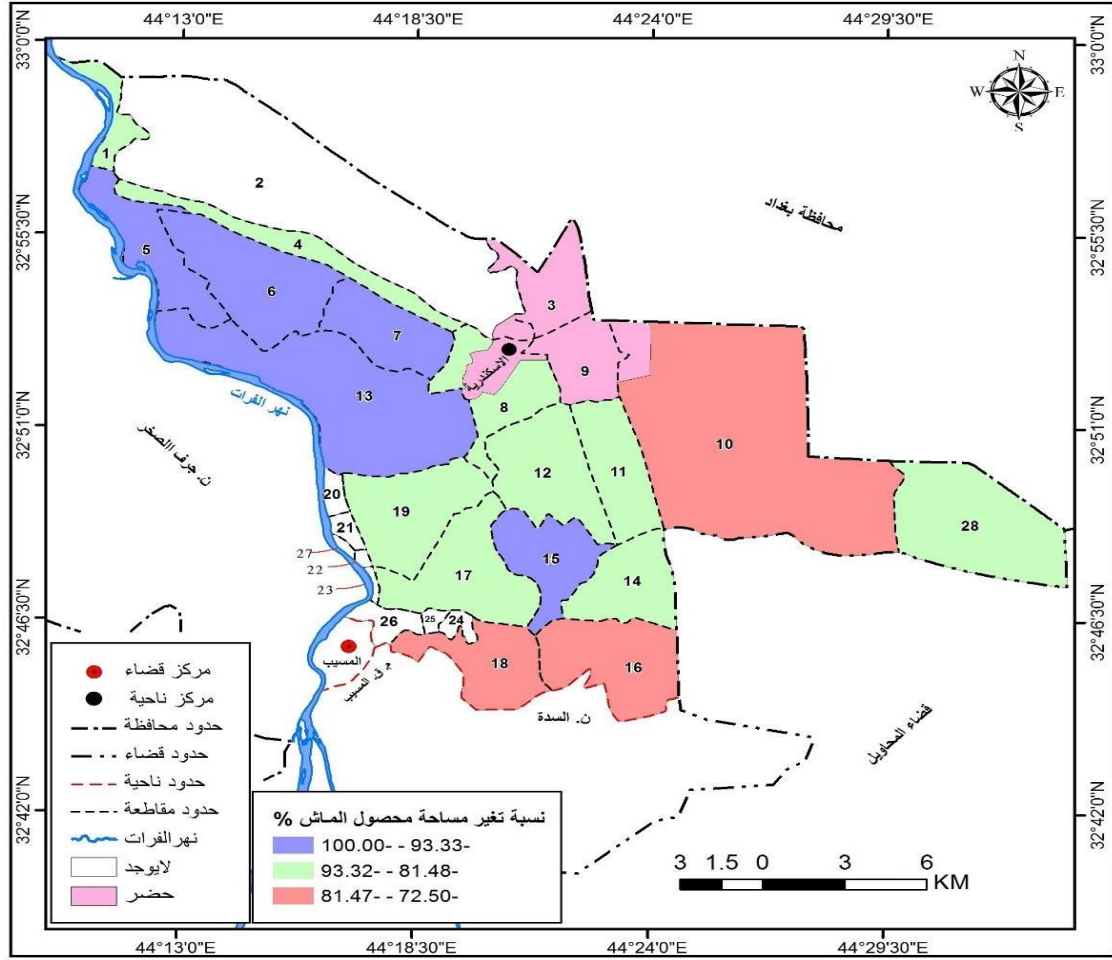 44°13'0"E 44°18'30"E 44°24'0"E 44°29'30"E
33°0'0"N
33°0'0"N
N
W E
S
1
2
محافظة بغداد
32°55'30"N
32°55'30"N
4
5
6
3
7
الاسكندرية
9
13
8
نهر الفرات
32°51'0"N
32°51'0"N
ن.جرف االصخر
10
12
11
20
19
21
28
15
27
22
17
14
23
32°46'30"N
32°46'30"N
26
25
24
المسيب
م.ق.المسيب
18
16
ن. السدة
قضاء المحاويل
مركز قضاء
مركز ناحية
حدود محافظة
حدود قضاء
حدود ناحية
حدود مقاطعة
نهر الفرات
لايوجد
حضر
نسبة تغير مساحة محصول الماش %
100.00- - 93.33-
93.32- - 81.48-
81.47- - 72.50-
32°42'0"N
32°42'0"N
3 1.5 0 3 6
KM
44°13'0"E 44°18'30"E 44°24'0"E 44°29'30"E